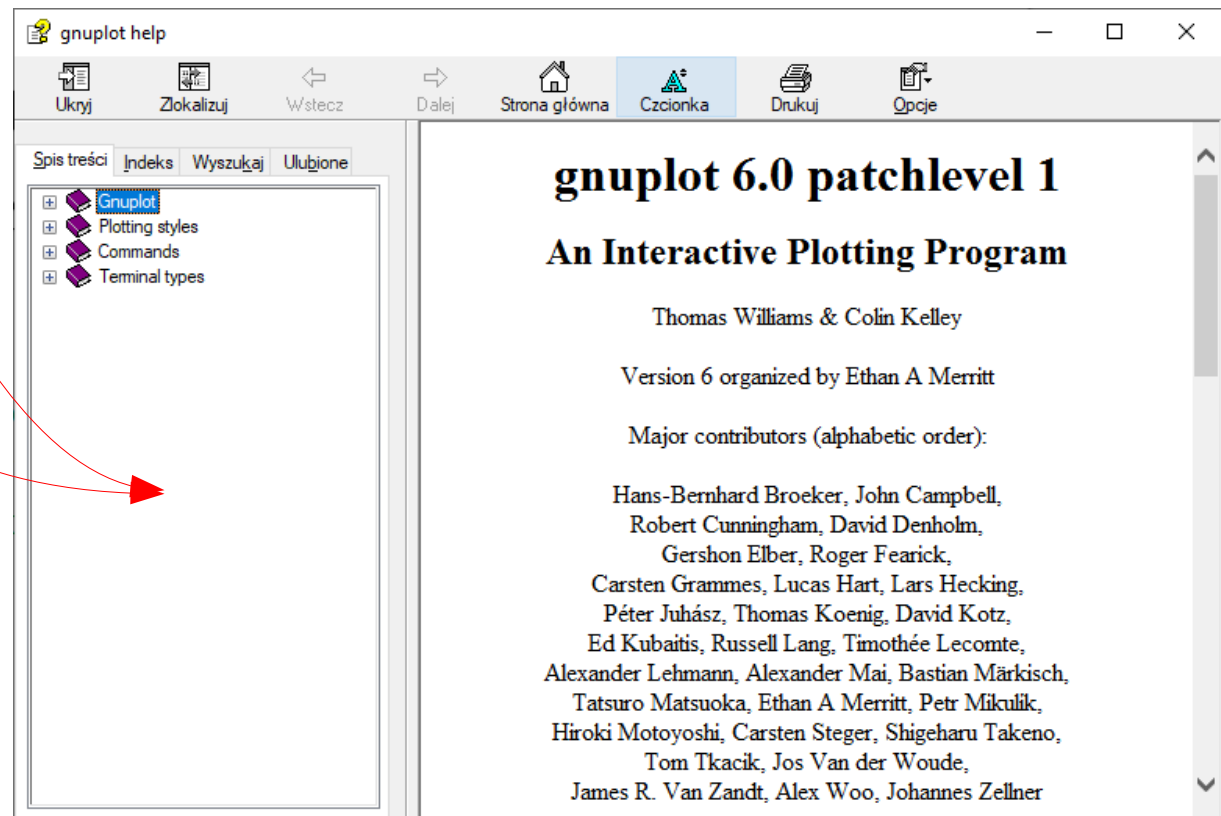 gnuplot help
Ukryj Zlokalizuj Wstecz Dalej Strona główna Czcionka Drukuj Opcje
Spis treści Indeks Wyszukaj Ulubione
Gnuplot
Plotting styles
Commands
Terminal types
gnuplot 6.0 patchlevel 1
An Interactive Plotting Program
Thomas Williams & Colin Kelley
Version 6 organized by Ethan A Merritt
Major contributors (alphabetic order):
Hans-Bernhard Broeker, John Campbell,
Robert Cunningham, David Denholm,
Gershon Elber, Roger Fearick,
Carsten Grammes, Lucas Hart, Lars Hecking,
Péter Juhász, Thomas Koenig, David Kotz,
Ed Kubaitis, Russell Lang, Timothée Lecomte,
Alexander Lehmann, Alexander Mai, Bastian Märkisch,
Tatsuro Matsuoka, Ethan A Merritt, Petr Mikulík,
Hiroki Motoyoshi, Carsten Steger, Shigeharu Takeno,
Tom Tkacik, Jos Van der Woude,
James R. Van Zandt, Alex Woo, Johannes Zellner